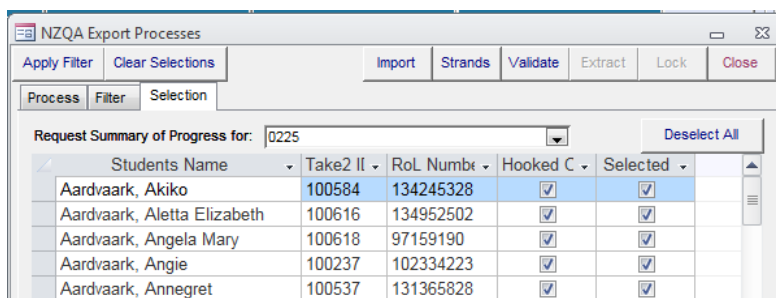 NZQA Export Processes
Apply Filter Clear Selections Import Strands Validate Extract Lock Close
Process Filter Selection
Request Summary of Progress for: 0225 Deselect All
Students Name Take2 II RoL Numbe Hooked C Selected
Aardvaark, Akiko 100584 134245328
Aardvaark, Aletta Elizabeth 100616 134952502
Aardvaark, Angela Mary 100618 97159190
Aardvaark, Angie 100237 102334223
Aardvaark, Annegret 100537 131365828